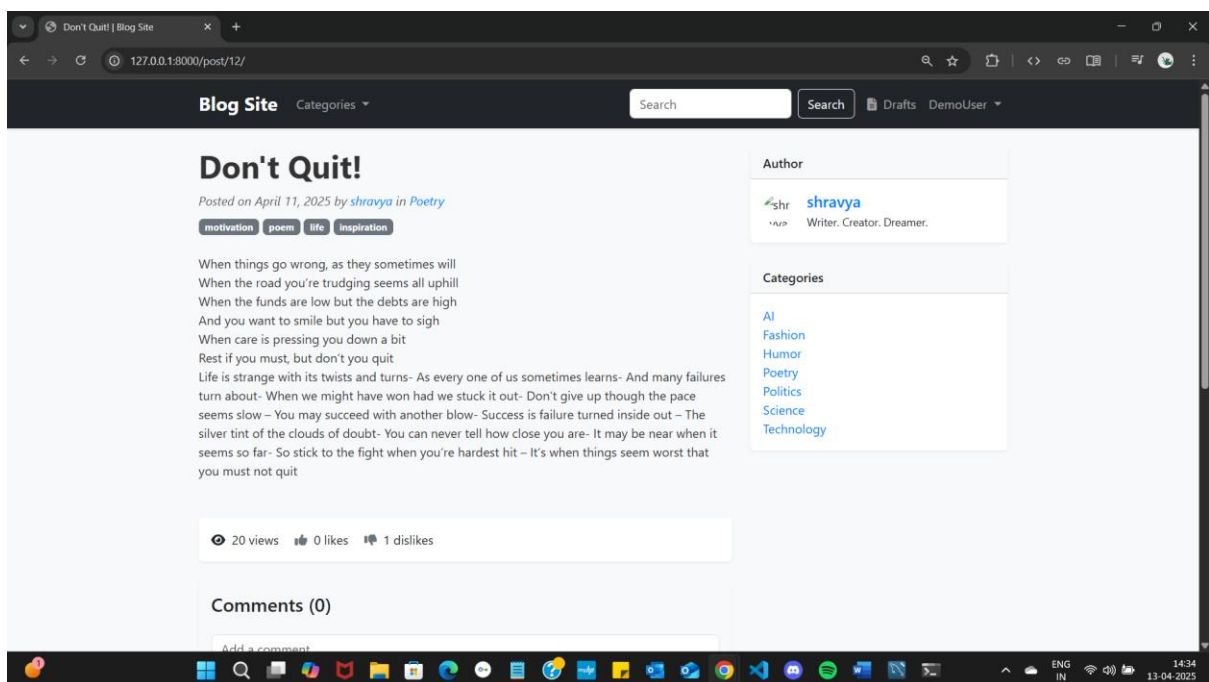 Don't Quit! | Blog Site
127.0.0.1:8000/post/12/
Blog Site Categories Search Search Drafts DemoUser
Don't Quit!
Posted on April 11, 2025 by shravya in Poetry
motivation poem life inspiration
When things go wrong, as they sometimes will
When the road you're trudging seems all uphill
When the funds are low but the debts are high
And you want to smile but you have to sigh
When care is pressing you down a bit
Rest if you must, but don't you quit
Life is strange with its twists and turns- As every one of us sometimes learns- And many failures
turn about- When we might have won had we stuck it out- Don't give up though the pace
seems slow – You may succeed with another blow- Success is failure turned inside out – The
silver tint of the clouds of doubt- You can never tell how close you are- It may be near when it
seems so far- So stick to the fight when you're hardest hit – It's when things seem worst that
you must not quit
20 views 0 likes 1 dislikes
Comments (0)
Add a comment
Author
shr
shravya
Writer. Creator. Dreamer.
Categories
AI
Fashion
Humor
Poetry
Politics
Science
Technology
1
ENG
IN
14:34
13-04-2025